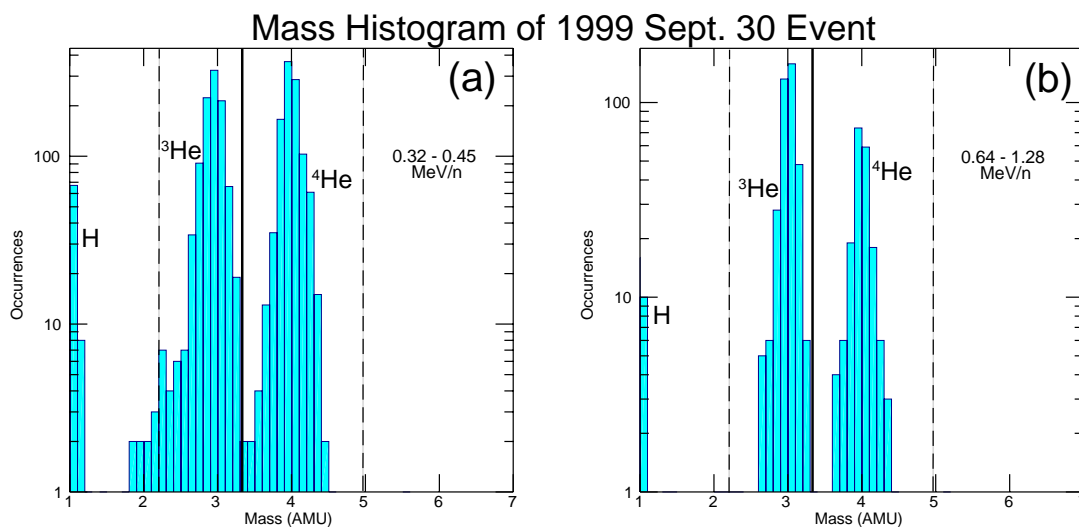 Mass Histogram of 1999 Sept. 30 Event
(a)
³He
⁴He
H
0.32 - 0.45
MeV/n
100
10
1
Occurrences
1 2 3 4 5 6 7
Mass (AMU)
(b)
³He
⁴He
H
0.64 - 1.28
MeV/n
100
10
1
Occurrences
1 2 3 4 5 6
Mass (AMU)